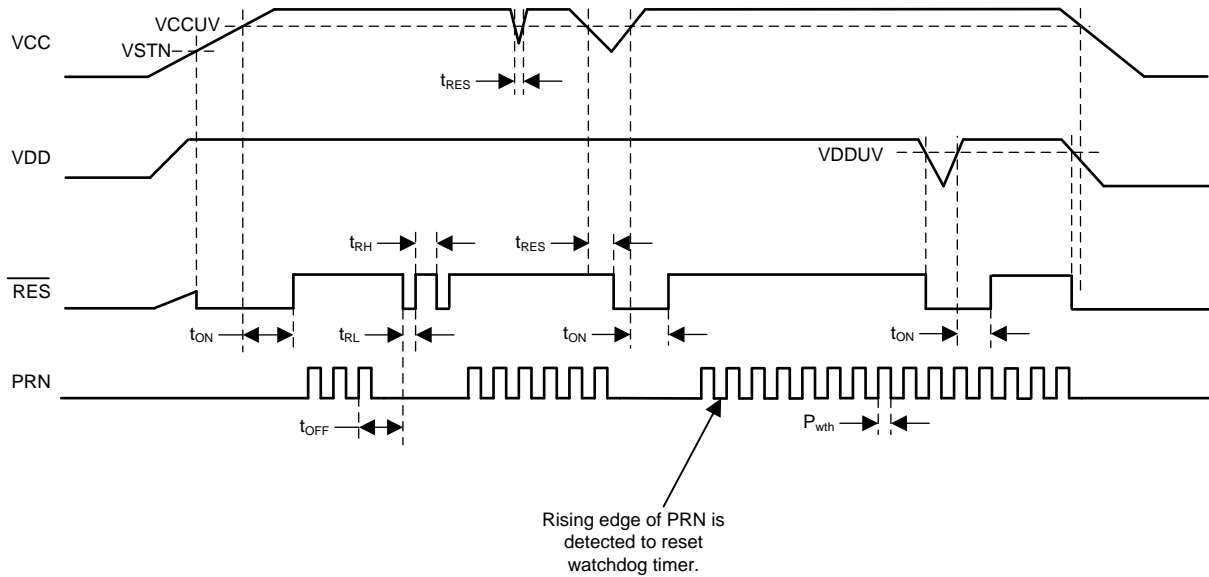 VCCUV
VCC
VSTN
tRES
VDD
VDDUV
tRH
tRES
RES
tON
tRL
tON
tON
PRN
tOFF
Pwth
Rising edge of PRN is
detected to reset
watchdog timer.